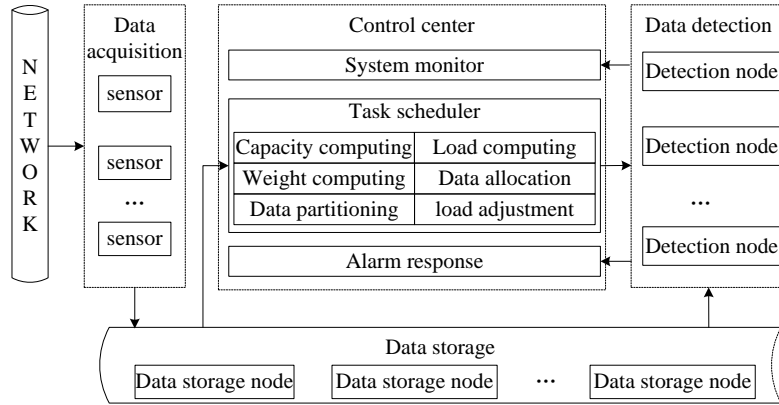 NETWORK
Data
acquisition
sensor
sensor
...
sensor
Control center
System monitor
Task scheduler
Capacity computing
Load computing
Weight computing
Data allocation
Data partitioning
load adjustment
Alarm response
Data detection
Detection node
Detection node
...
Detection node
Data storage
Data storage node
Data storage node
...
Data storage node